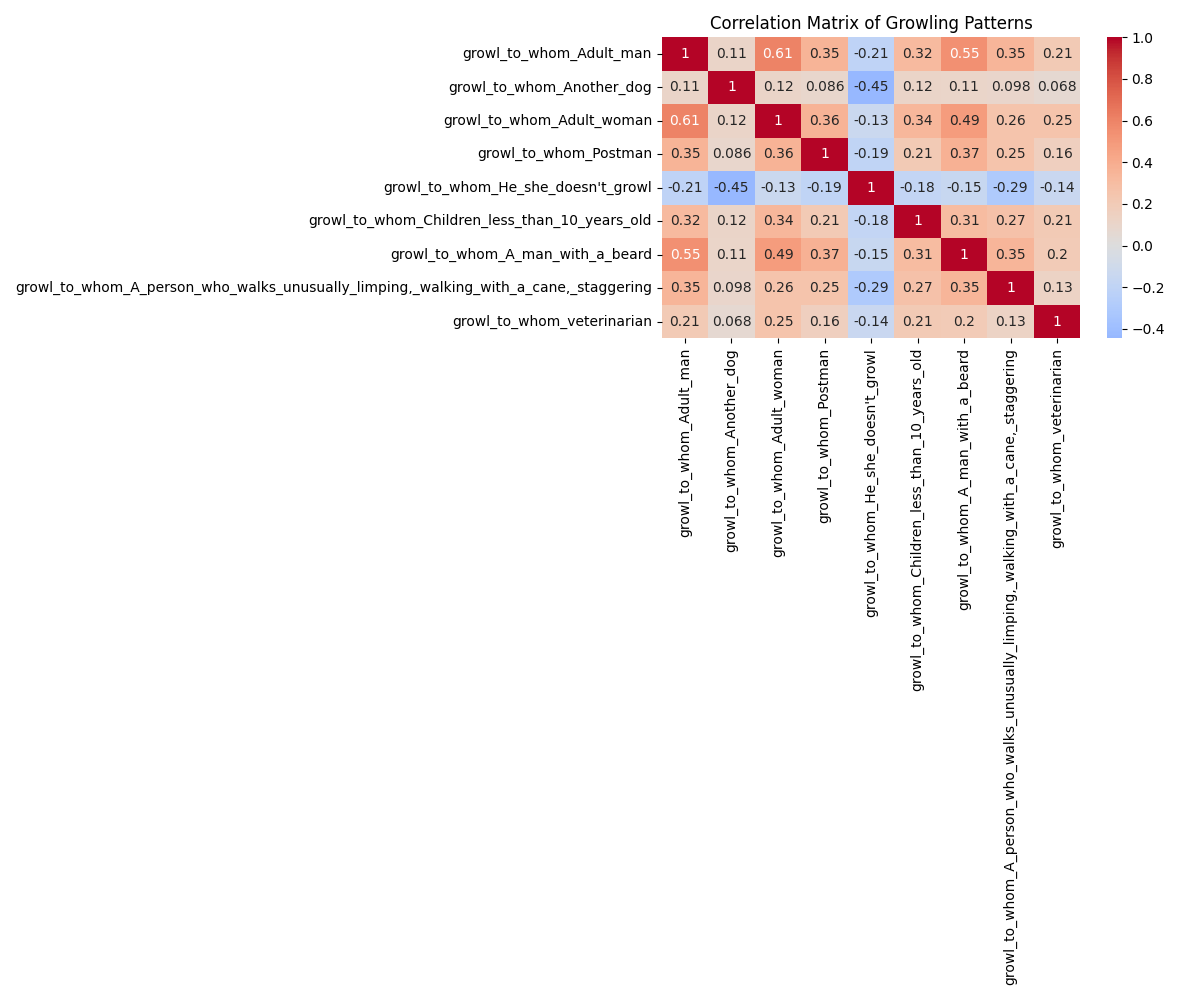 Correlation Matrix of Growling Patterns
growl_to_whom_Adult_man 1 0.11 0.61 0.35 -0.21 0.32 0.55 0.35 0.21
growl_to_whom_Another_dog 0.11 1 0.12 0.086 -0.45 0.12 0.11 0.098 0.068
growl_to_whom_Adult_woman 0.61 0.12 1 0.36 -0.13 0.34 0.49 0.26 0.25
growl_to_whom_Postman 0.35 0.086 0.36 1 -0.19 0.21 0.37 0.25 0.16
growl_to_whom_He_she_doesn't_growl -0.21 -0.45 -0.13 -0.19 1 -0.18 -0.15 -0.29 -0.14
growl_to_whom_Children_less_than_10_years_old 0.32 0.12 0.34 0.21 -0.18 1 0.31 0.27 0.21
growl_to_whom_A_man_with_a_beard 0.55 0.11 0.49 0.37 -0.15 0.31 1 0.35 0.2
growl_to_whom_A_person_who_walks_unusually_limping,_walking_with_a_cane,_staggering 0.35 0.098 0.26 0.25 -0.29 0.27 0.35 1 0.13
growl_to_whom_veterinarian 0.21 0.068 0.25 0.16 -0.14 0.21 0.2 0.13 1
growl_to_whom_Adult_man
growl_to_whom_Another_dog
growl_to_whom_Adult_woman
growl_to_whom_Postman
growl_to_whom_He_she_doesn't_growl
growl_to_whom_Children_less_than_10_years_old
growl_to_whom_A_man_with_a_beard
growl_to_whom_A_person_who_walks_unusually_limping,_walking_with_a_cane,_staggering
growl_to_whom_veterinarian
1.0
0.8
0.6
0.4
0.2
0.0
−0.2
−0.4